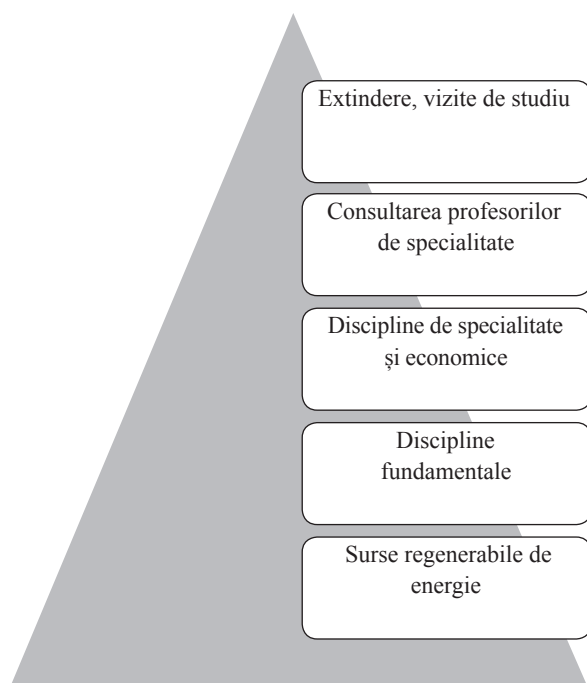 Extindere, vizite de studiu
Consultarea profesorilor
de specialitate
Discipline de specialitate
și economice
Discipline
fundamentale
Surse regenerabile de
energie